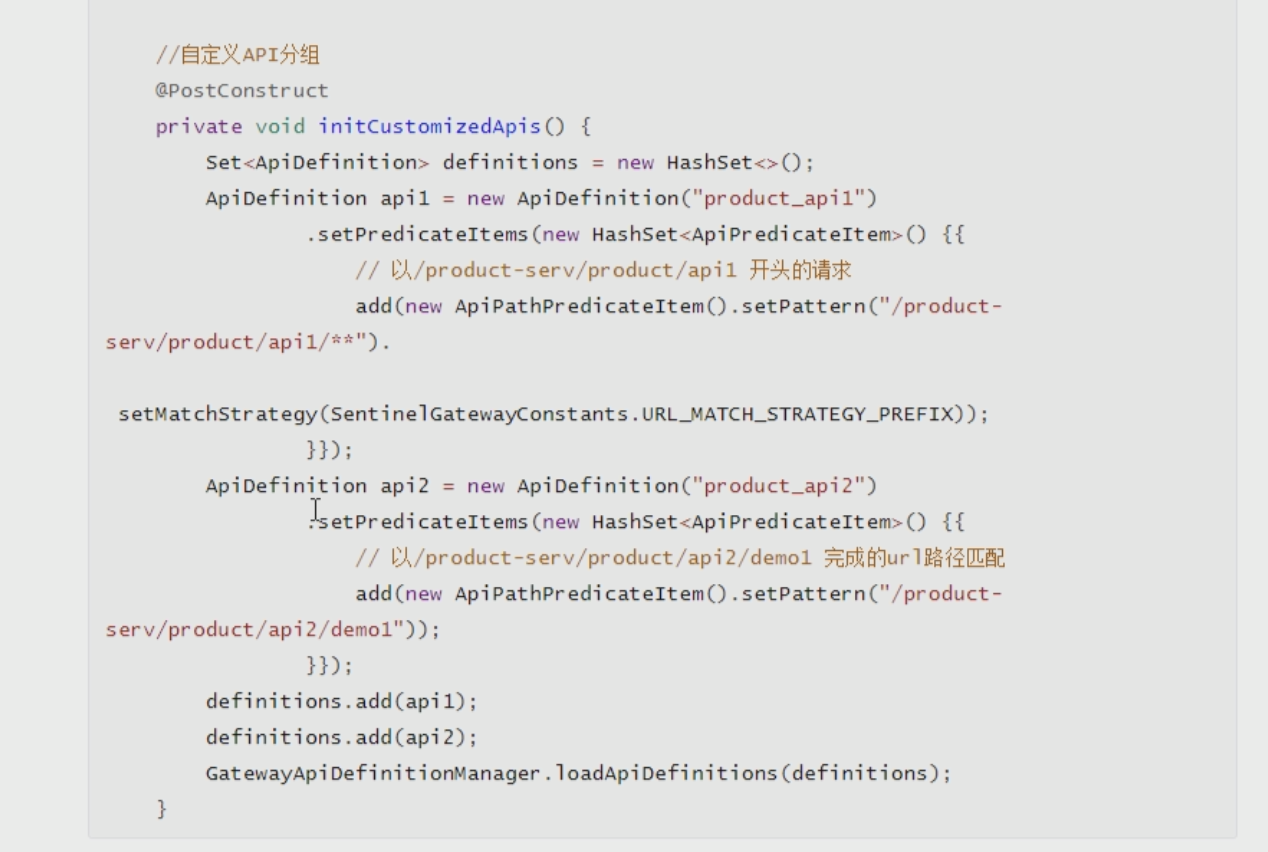 //自定义API分组
@PostConstruct
private void initCustomizedApis() {
Set<ApiDefinition> definitions = new HashSet<>();
ApiDefinition api1 = new ApiDefinition("product_api1")
.setPredicateItems(new HashSet<ApiPredicateItem>() {{
// 以/product-serv/product/api1 开头的请求
add(new ApiPathPredicateItem().setPattern("/product-
serv/product/api1/**").
setMatchStrategy(SentinelGatewayConstants.URL_MATCH_STRATEGY_PREFIX));
}});
ApiDefinition api2 = new ApiDefinition("product_api2")
.setPredicateItems(new HashSet<ApiPredicateItem>() {{
// 以/product-serv/product/api2/demo1 完成的url路径匹配
add(new ApiPathPredicateItem().setPattern("/product-
serv/product/api2/demo1"));
}});
definitions.add(api1);
definitions.add(api2);
GatewayApiDefinitionManager.loadApiDefinitions(definitions);
}